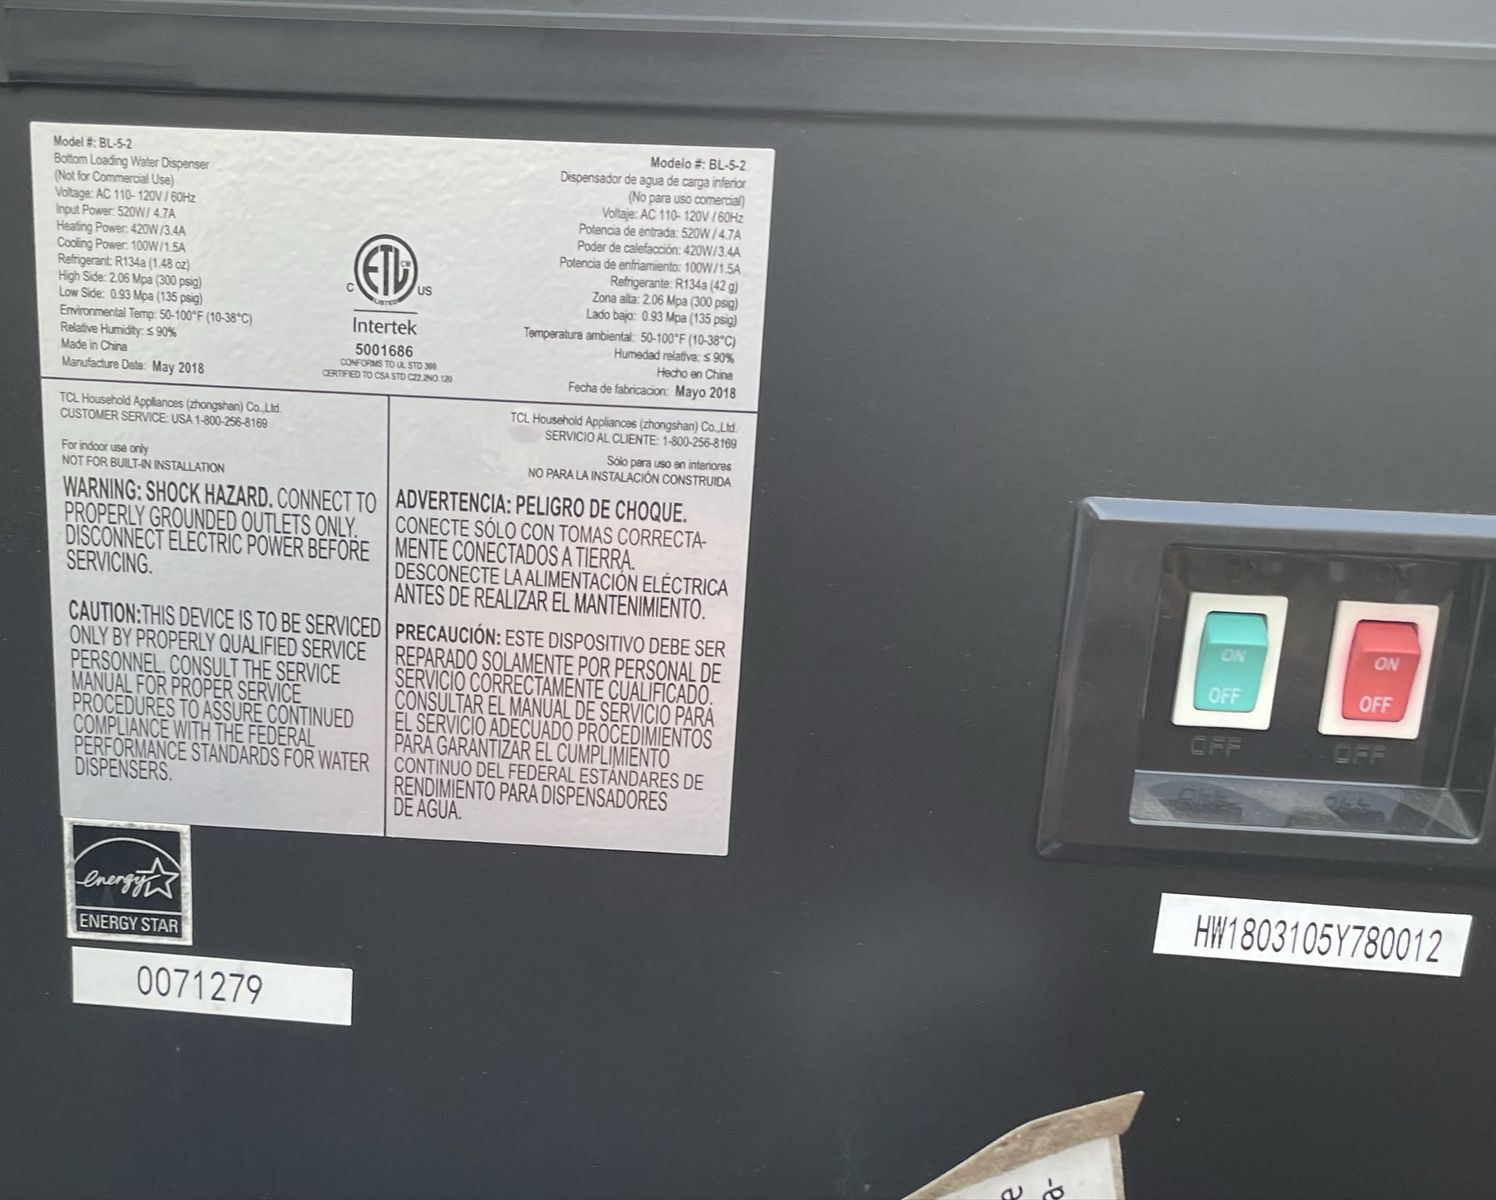 Model #: BL-5-2
Bottom Loading Water Dispenser
(Not for Commercial Use)
Voltage: AC 110- 120V / 60Hz
Input Power: 520W/ 4.7A
Heating Power: 420W/3.4A
Cooling Power: 100W/1.5A
Refrigerant: R134a (1.48 oz)
High Side: 2.06 Mpa (300 psig)
Low Side: 0.93 Mpa (135 psig)
Environmental Temp: 50-100°F (10-38°C)
Relative Humidity: ≤ 90%
Made in China
Manufacture Date: May 2018
ETL CM
C LISTED US
Intertek
5001686
CONFORMS TO UL STD 399
CERTIFIED TO CSA STD C22.2NO.120
Modelo #: BL-5-2
Dispensador de agua de carga inferior
(No para uso comercial)
Voltaje: AC 110- 120V / 60Hz
Potencia de entrada: 520W / 4.7A
Poder de calefacción: 420W/3.4A
Potencia de enfriamiento: 100W/1.5A
Refrigerante: R134a (42 g)
Zona alta: 2.06 Mpa (300 psig)
Lado bajo: 0.93 Mpa (135 psig)
Temperatura ambiental: 50-100°F (10-38°C)
Humedad relativa: ≤ 90%
Hecho en China
Fecha de fabricacion: Mayo 2018
TCL Household Appliances (zhongshan) Co.,Ltd.
CUSTOMER SERVICE: USA 1-800-256-8169
For indoor use only
NOT FOR BUILT-IN INSTALLATION
WARNING: SHOCK HAZARD. CONNECT TO
PROPERLY GROUNDED OUTLETS ONLY.
DISCONNECT ELECTRIC POWER BEFORE
SERVICING.
CAUTION:THIS DEVICE IS TO BE SERVICED
ONLY BY PROPERLY QUALIFIED SERVICE
PERSONNEL. CONSULT THE SERVICE
MANUAL FOR PROPER SERVICE
PROCEDURES TO ASSURE CONTINUED
COMPLIANCE WITH THE FEDERAL
PERFORMANCE STANDARDS FOR WATER
DISPENSERS.
TCL Household Appliances (zhongshan) Co.,Ltd.
SERVICIO AL CLIENTE: 1-800-256-8169
Sólo para uso en interiores
NO PARA LA INSTALACIÓN CONSTRUIDA
ADVERTENCIA: PELIGRO DE CHOQUE.
CONECTE SÓLO CON TOMAS CORRECTA-
MENTE CONECTADOS A TIERRA.
DESCONECTE LA ALIMENTACIÓN ELÉCTRICA
ANTES DE REALIZAR EL MANTENIMIENTO.
PRECAUCIÓN: ESTE DISPOSITIVO DEBE SER
REPARADO SOLAMENTE POR PERSONAL DE
SERVICIO CORRECTAMENTE CUALIFICADO.
CONSULTAR EL MANUAL DE SERVICIO PARA
EL SERVICIO ADECUADO PROCEDIMIENTOS
PARA GARANTIZAR EL CUMPLIMIENTO
CONTINUO DEL FEDERAL ESTÁNDARES DE
RENDIMIENTO PARA DISPENSADORES
DE AGUA.
energy
ENERGY STAR
0071279
ON ON
OFF OFF
OFF OFF
HW1803105Y780012